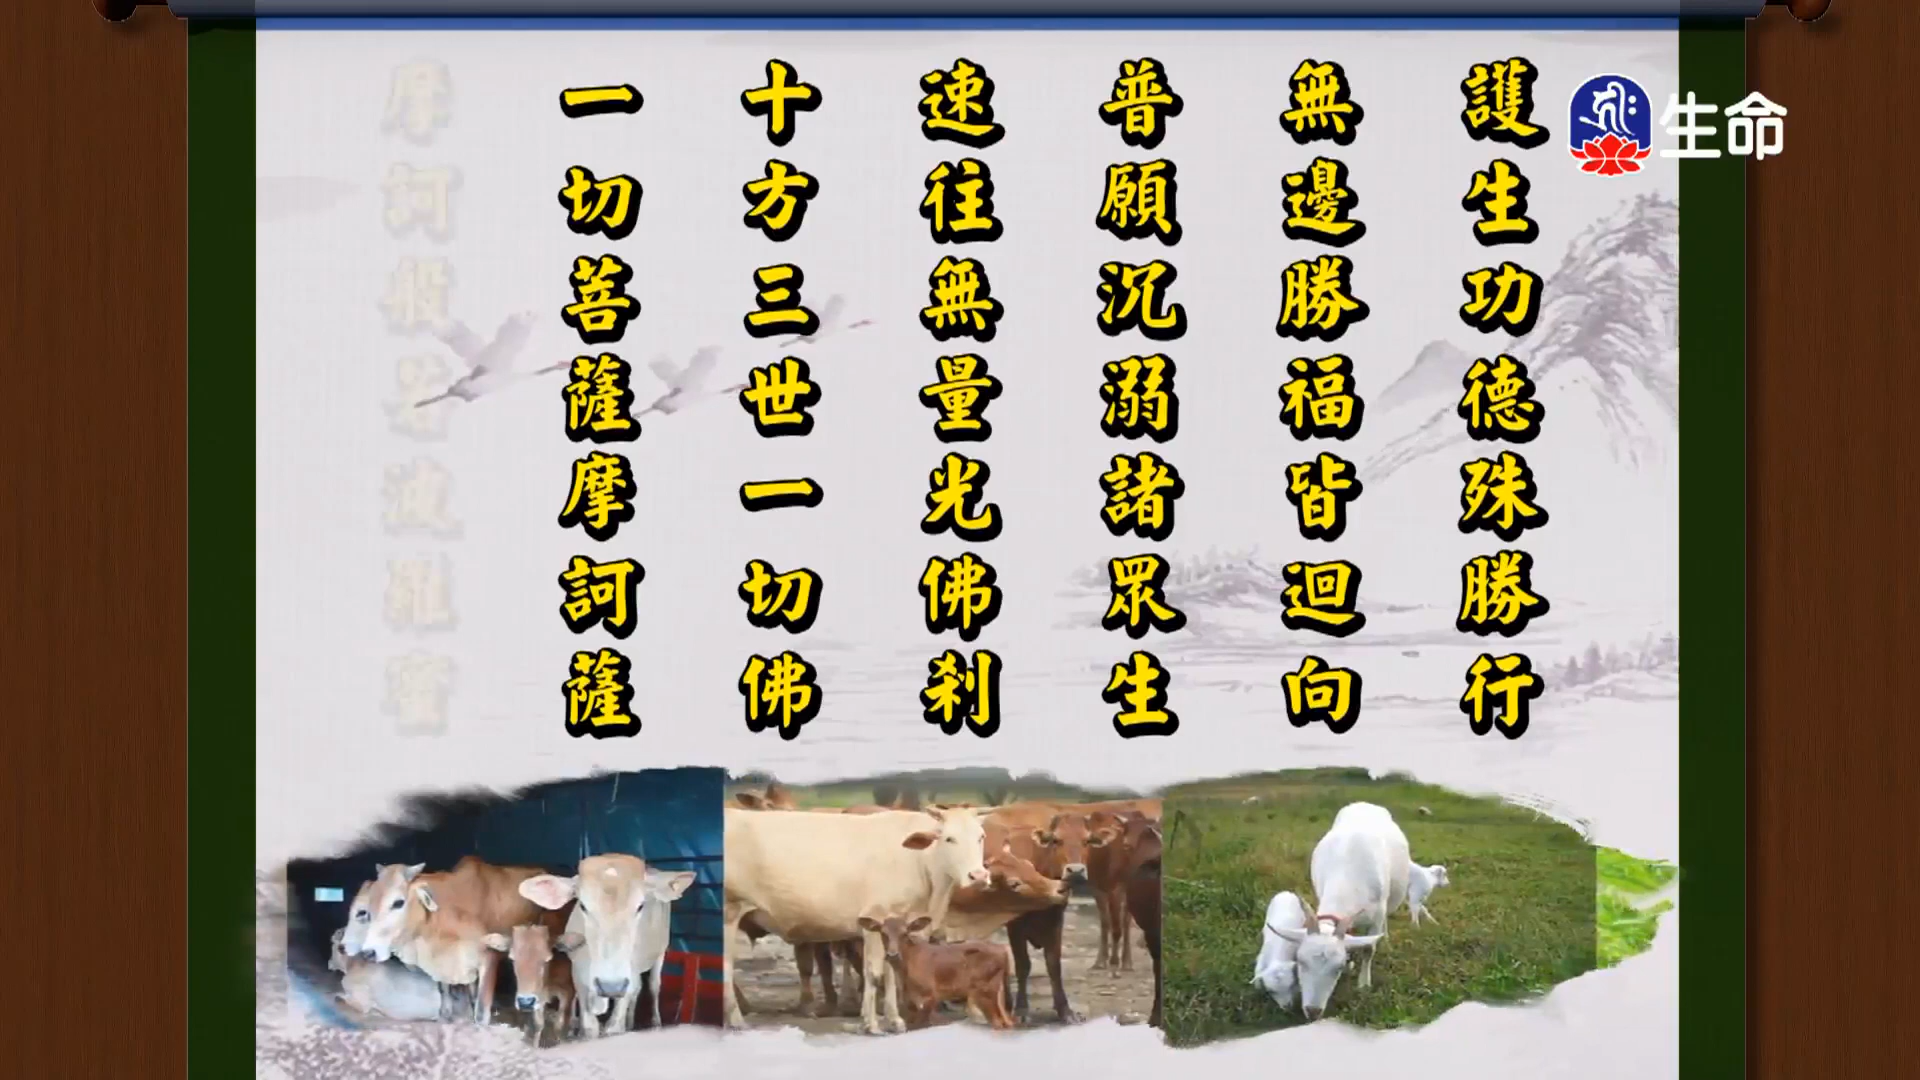 護生功德殊勝行
無邊勝福皆迴向
普願沉溺諸眾生
速往無量光佛剎
十方三世一切佛
一切菩薩摩訶薩
摩訶般若波羅蜜
生命